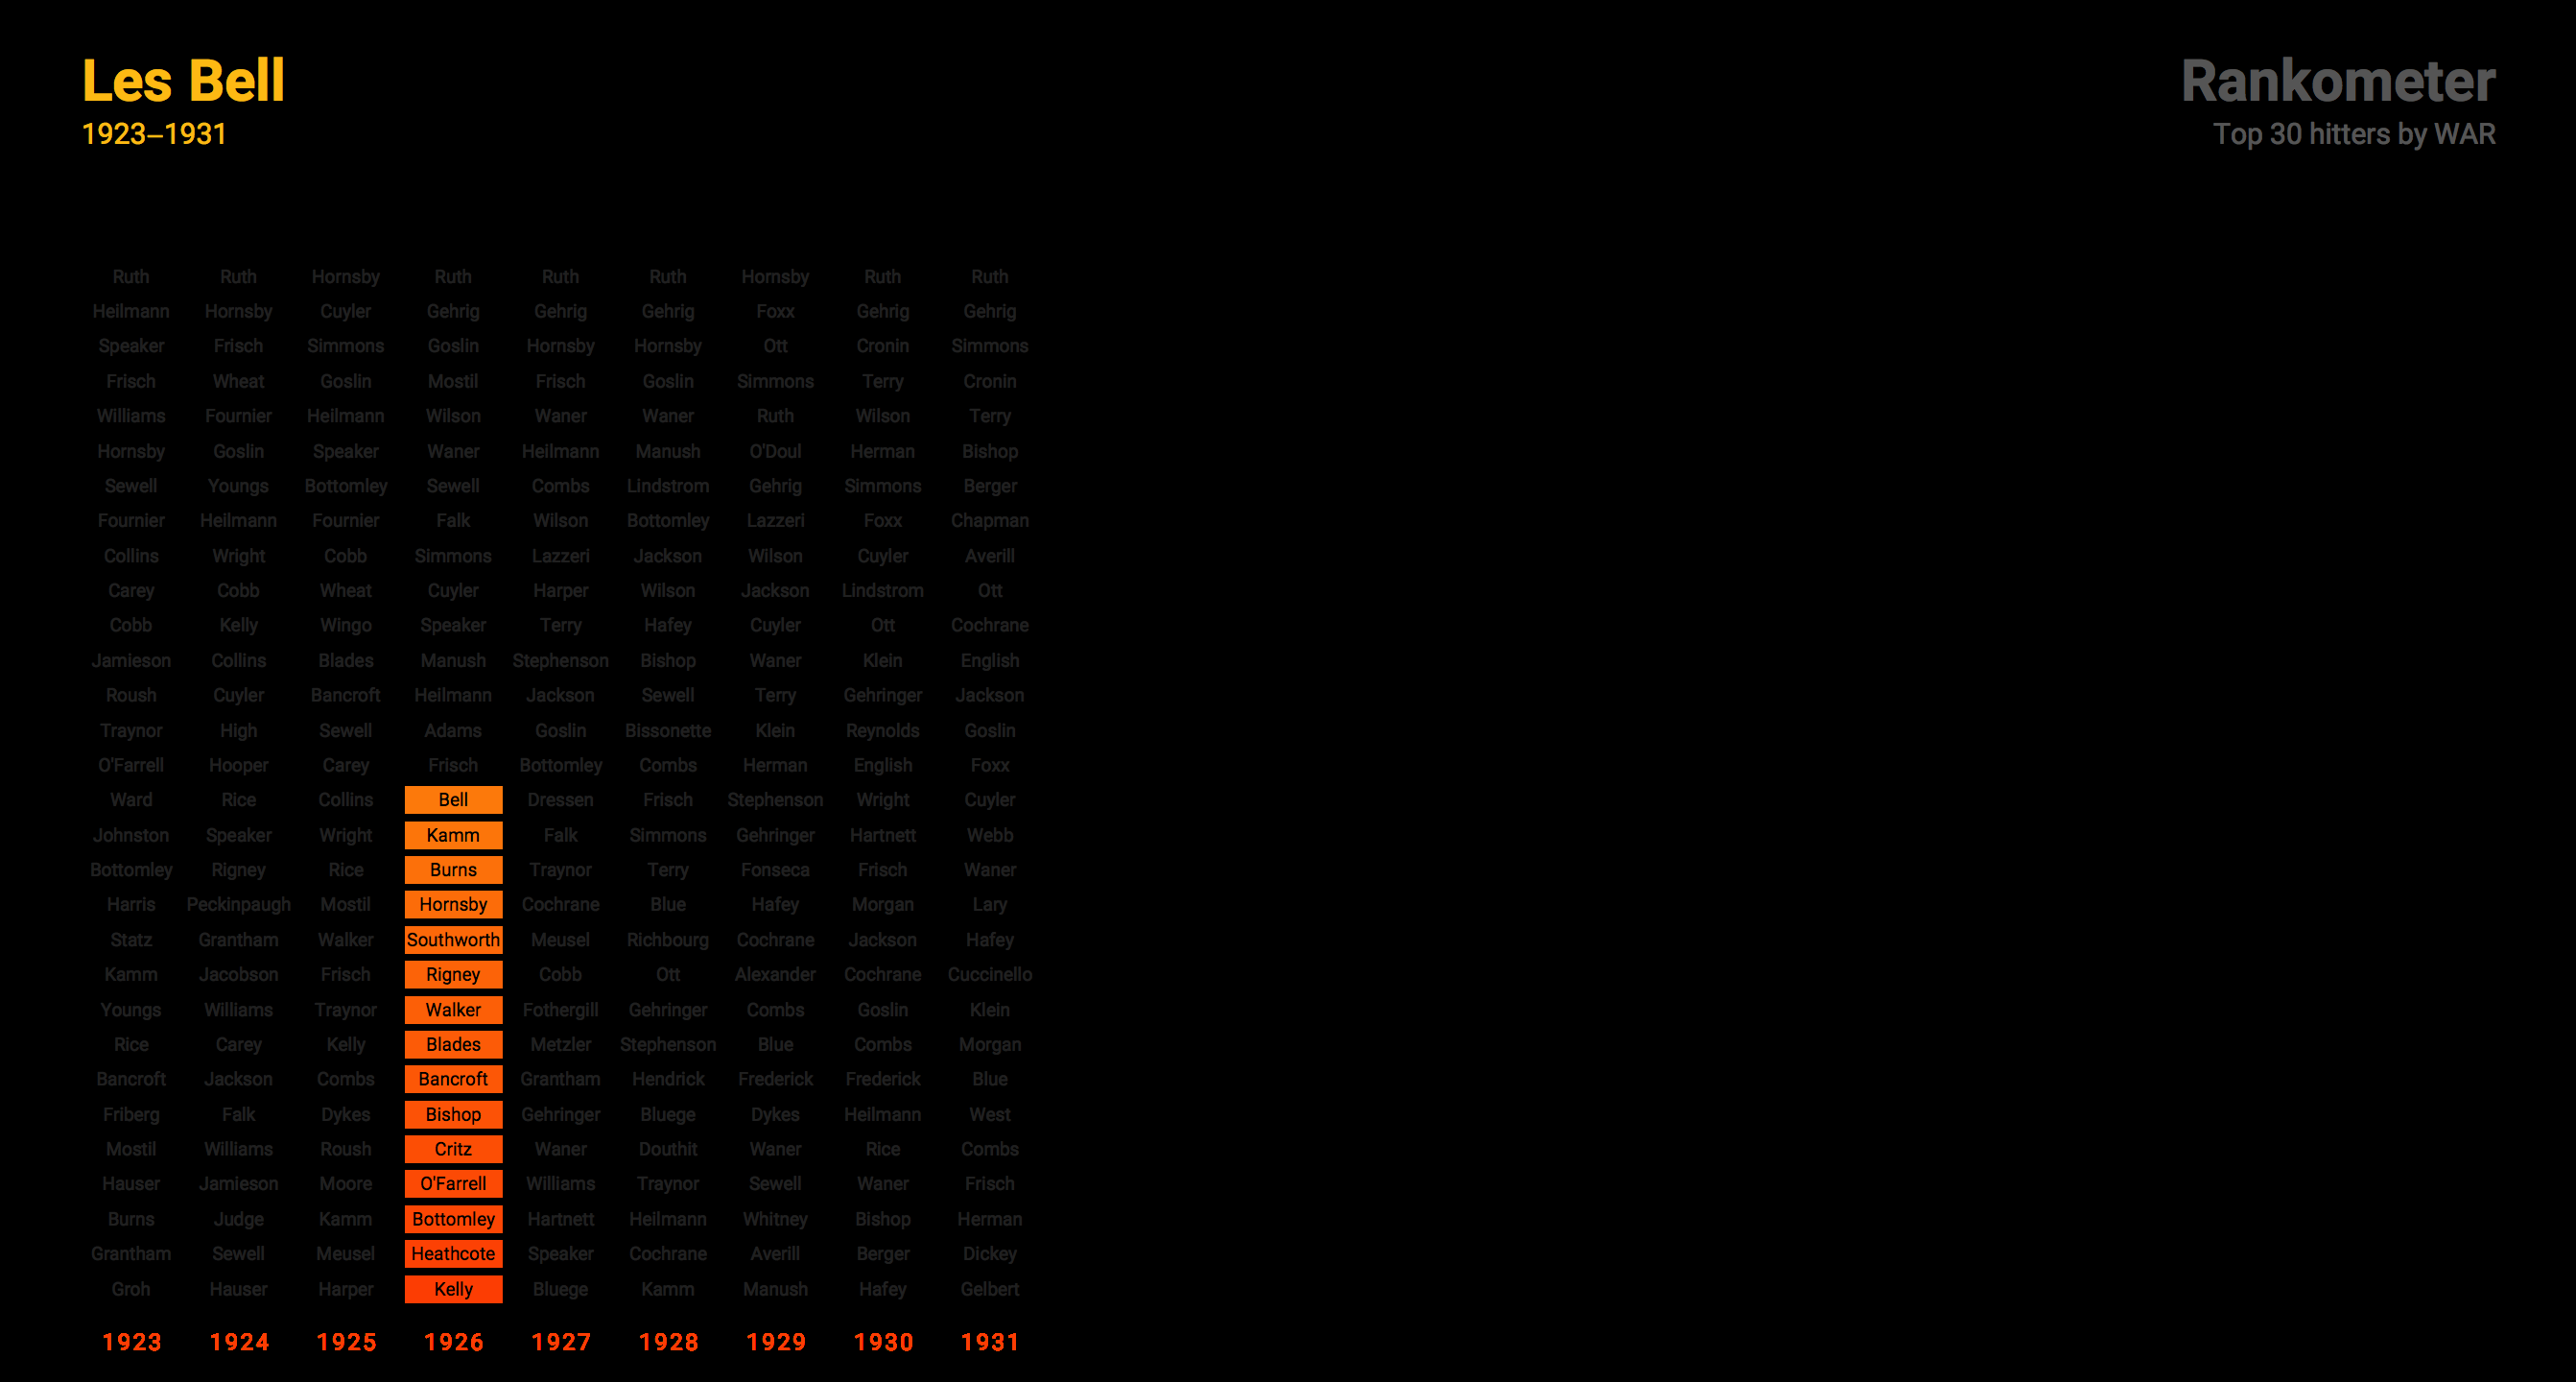 Les Bell
1923–1931
Rankometer
Top 30 hitters by WAR
Ruth Ruth Hornsby Ruth Ruth Ruth Hornsby Ruth Ruth
Heilmann Hornsby Cuyler Gehrig Gehrig Gehrig Foxx Gehrig Gehrig
Speaker Frisch Simmons Goslin Hornsby Hornsby Ott Cronin Simmons
Frisch Wheat Goslin Mostil Frisch Goslin Simmons Terry Cronin
Williams Fournier Heilmann Wilson Waner Waner Ruth Wilson Terry
Hornsby Goslin Speaker Waner Heilmann Manush O'Doul Herman Bishop
Sewell Youngs Bottomley Sewell Combs Lindstrom Gehrig Simmons Berger
Fournier Heilmann Fournier Falk Wilson Bottomley Lazzeri Foxx Chapman
Collins Wright Cobb Simmons Lazzeri Jackson Wilson Cuyler Averill
Carey Cobb Wheat Cuyler Harper Wilson Jackson Lindstrom Ott
Cobb Kelly Wingo Speaker Terry Hafey Cuyler Ott Cochrane
Jamieson Collins Blades Manush Stephenson Bishop Waner Klein English
Roush Cuyler Bancroft Heilmann Jackson Sewell Terry Gehringer Jackson
Traynor High Sewell Adams Goslin Bissonette Klein Reynolds Goslin
O'Farrell Hooper Carey Frisch Bottomley Combs Herman English Foxx
Ward Rice Collins Bell Dressen Frisch Stephenson Wright Cuyler
Johnston Speaker Wright Kamm Falk Simmons Gehringer Hartnett Webb
Bottomley Rigney Rice Burns Traynor Terry Fonseca Frisch Waner
Harris Peckinpaugh Mostil Hornsby Cochrane Blue Hafey Morgan Lary
Statz Grantham Walker Southworth Meusel Richbourg Cochrane Jackson Hafey
Kamm Jacobson Frisch Rigney Cobb Ott Alexander Cochrane Cuccinello
Youngs Williams Traynor Walker Fothergill Gehringer Combs Goslin Klein
Rice Carey Kelly Blades Metzler Stephenson Blue Combs Morgan
Bancroft Jackson Combs Bancroft Grantham Hendrick Frederick Frederick Blue
Friberg Falk Dykes Bishop Gehringer Bluege Dykes Heilmann West
Mostil Williams Roush Critz Waner Douthit Waner Rice Combs
Hauser Jamieson Moore O'Farrell Williams Traynor Sewell Waner Frisch
Burns Judge Kamm Bottomley Hartnett Heilmann Whitney Bishop Herman
Grantham Sewell Meusel Heathcote Speaker Cochrane Averill Berger Dickey
Groh Hauser Harper Kelly Bluege Kamm Manush Hafey Gelbert
1923 1924 1925 1926 1927 1928 1929 1930 1931